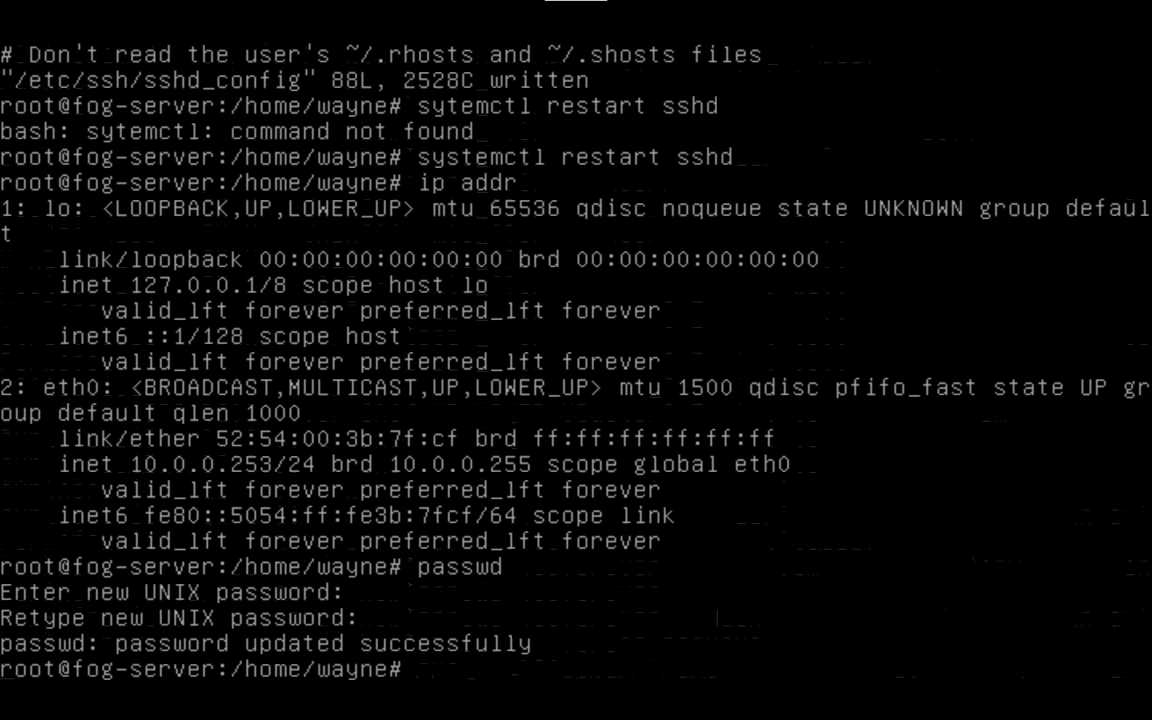 # Don't read the user's ~/.rhosts and ~/.shosts files
"/etc/ssh/sshd_config" 88L, 2528C written
root@fog-server:/home/wayne# sytemctl restart sshd
bash: sytemctl: command not found
root@fog-server:/home/wayne# systemctl restart sshd
root@fog-server:/home/wayne# ip addr
1: lo: <LOOPBACK,UP,LOWER_UP> mtu 65536 qdisc noqueue state UNKNOWN group defaul
t
    link/loopback 00:00:00:00:00:00 brd 00:00:00:00:00:00
    inet 127.0.0.1/8 scope host lo
       valid_lft forever preferred_lft forever
    inet6 ::1/128 scope host
       valid_lft forever preferred_lft forever
2: eth0: <BROADCAST,MULTICAST,UP,LOWER_UP> mtu 1500 qdisc pfifo_fast state UP gr
oup default qlen 1000
    link/ether 52:54:00:3b:7f:cf brd ff:ff:ff:ff:ff:ff
    inet 10.0.0.253/24 brd 10.0.0.255 scope global eth0
       valid_lft forever preferred_lft forever
    inet6 fe80::5054:ff:fe3b:7fcf/64 scope link
       valid_lft forever preferred_lft forever
root@fog-server:/home/wayne# passwd
Enter new UNIX password:
Retype new UNIX password:
passwd: password updated successfully
root@fog-server:/home/wayne#